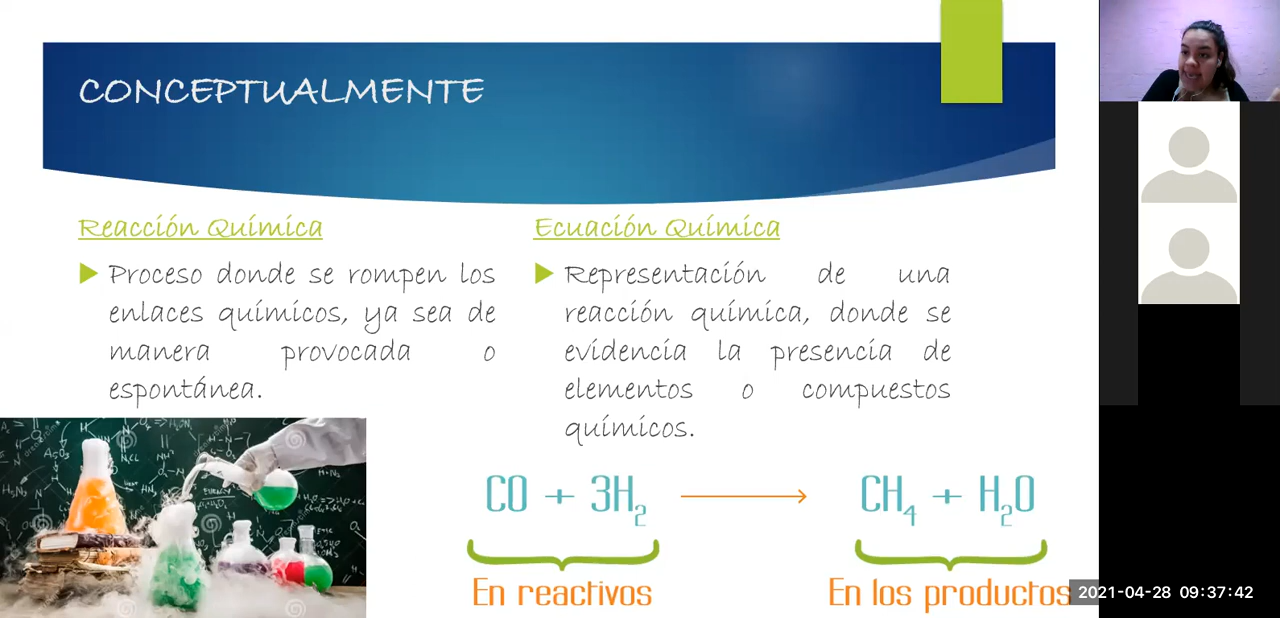 CONCEPTUALMENTE
Reacción Química
Proceso donde se rompen los
enlaces químicos, ya sea de
manera provocada o
espontánea.
Ecuación Química
Representación de una
reacción química, donde se
evidencia la presencia de
elementos o compuestos
químicos.
CO + 3H₂ → CH₄ + H₂O
En reactivos
En los productos
2021-04-28 09:37:42